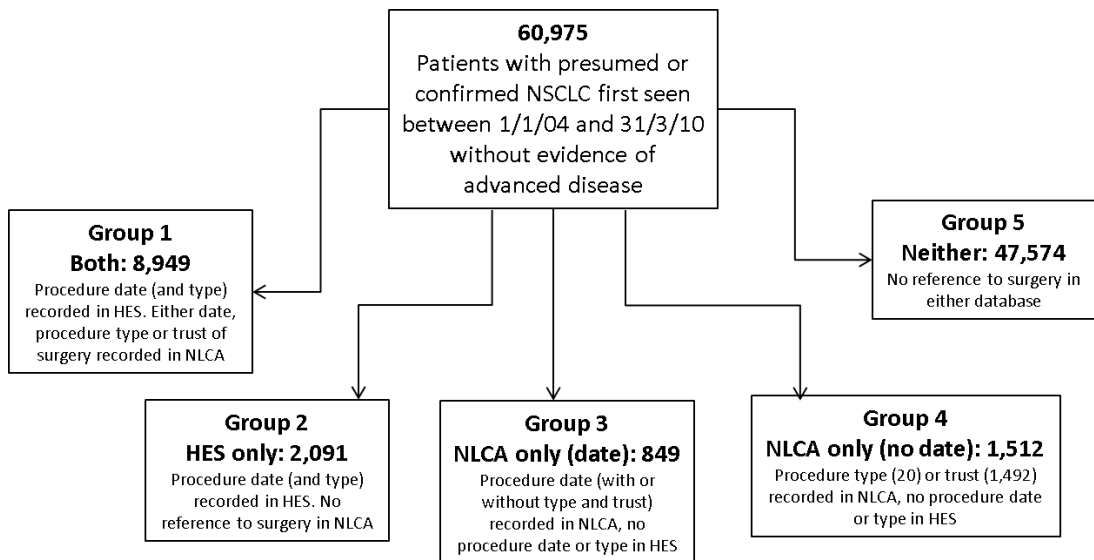 60,975
Patients with presumed or
confirmed NSCLC first seen
between 1/1/04 and 31/3/10
without evidence of
advanced disease
Group 1
Both: 8,949
Procedure date (and type)
recorded in HES. Either date,
procedure type or trust of
surgery recorded in NLCA
Group 5
Neither: 47,574
No reference to surgery in
either database
Group 2
HES only: 2,091
Procedure date (and type)
recorded in HES. No
reference to surgery in NLCA
Group 3
NLCA only (date): 849
Procedure date (with or
without type and trust)
recorded in NLCA, no
procedure date or type in HES
Group 4
NLCA only (no date): 1,512
Procedure type (20) or trust (1,492)
recorded in NLCA, no procedure date
or type in HES